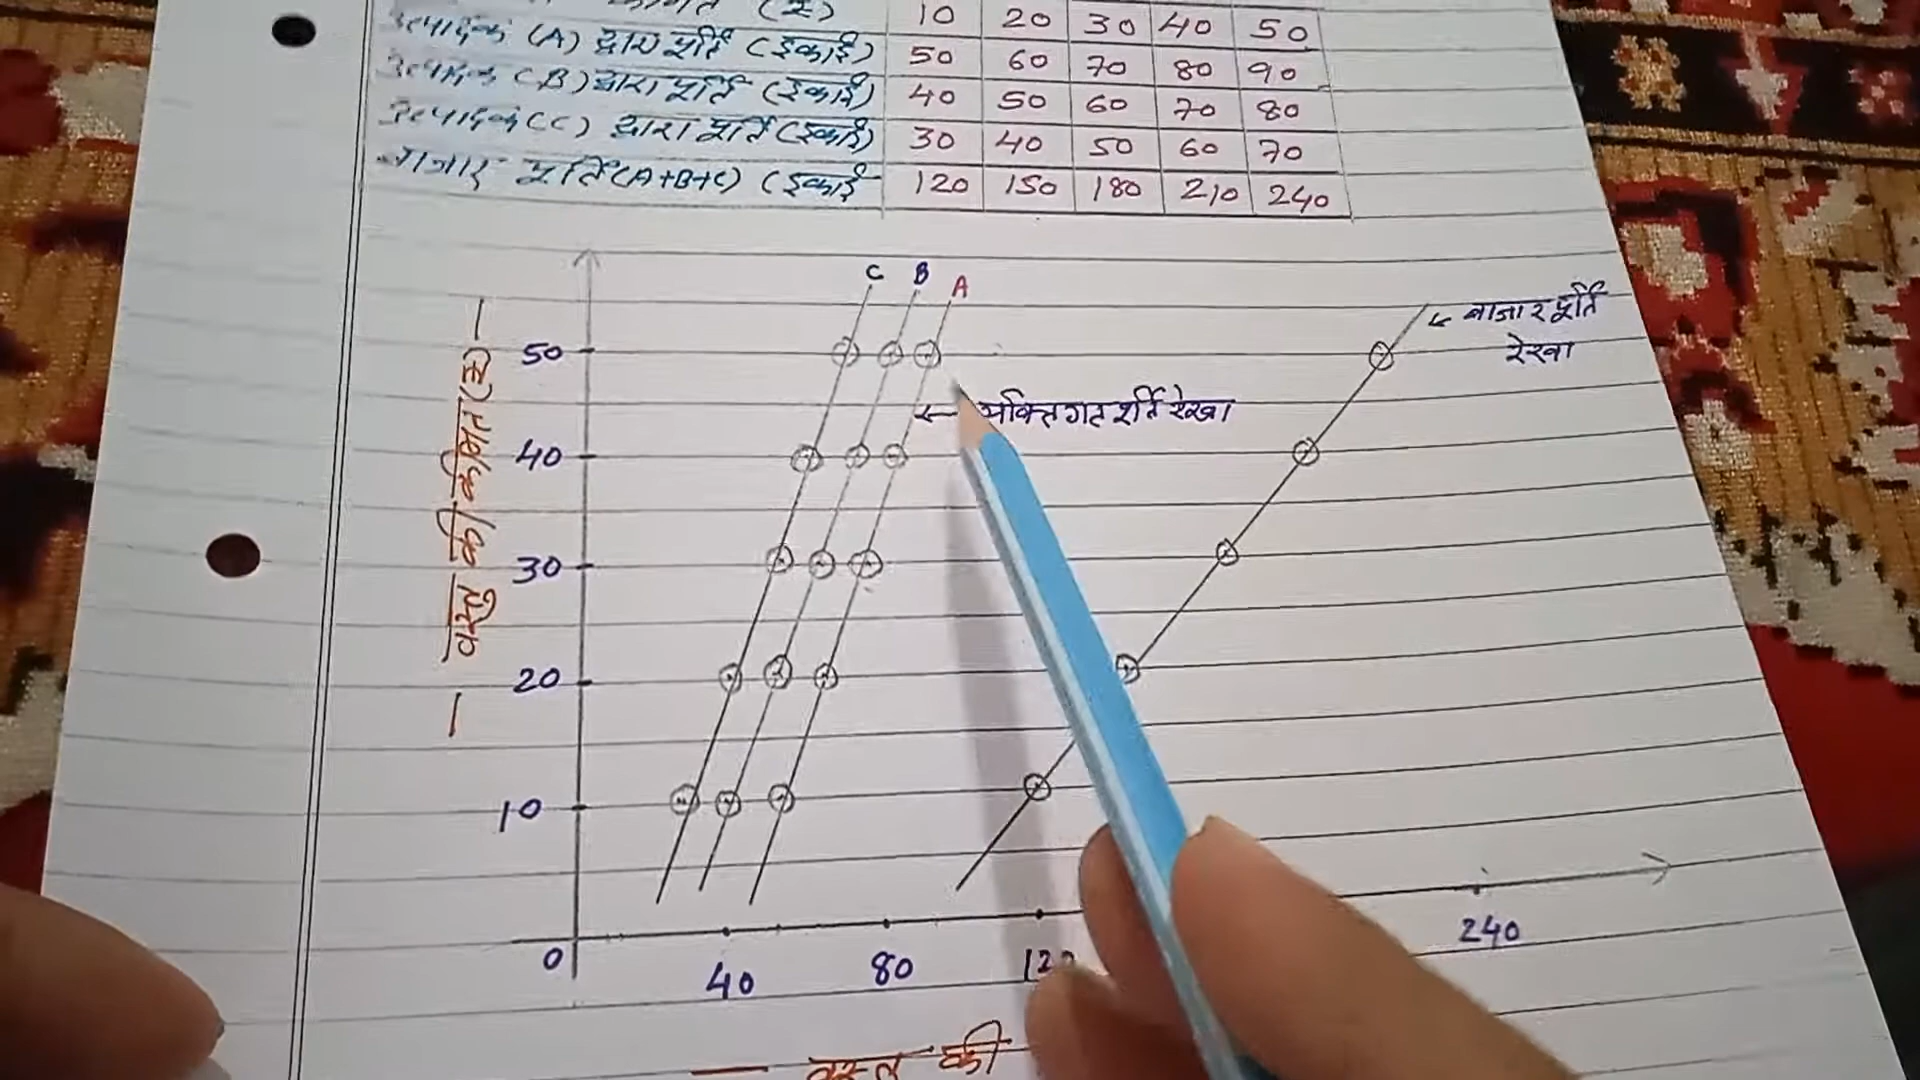 (रु) 10 20 30 40 50
उत्पादक (A) द्वारा पूर्ति (इकाई) 50 60 70 80 90
उत्पादक (B) द्वारा पूर्ति (इकाई) 40 50 60 70 80
उत्पादक (C) द्वारा पूर्ति (इकाई) 30 40 50 60 70
बाजार पूर्ति (A+B+C) (इकाई 120 150 180 210 240
C B A
← बाजार पूर्ति
रेखा
50
← व्यक्तिगत पूर्ति रेखा
40
30
20
10
— वस्तु की कीमत (रु) —
0 40 80 120 240
— वस्तु की